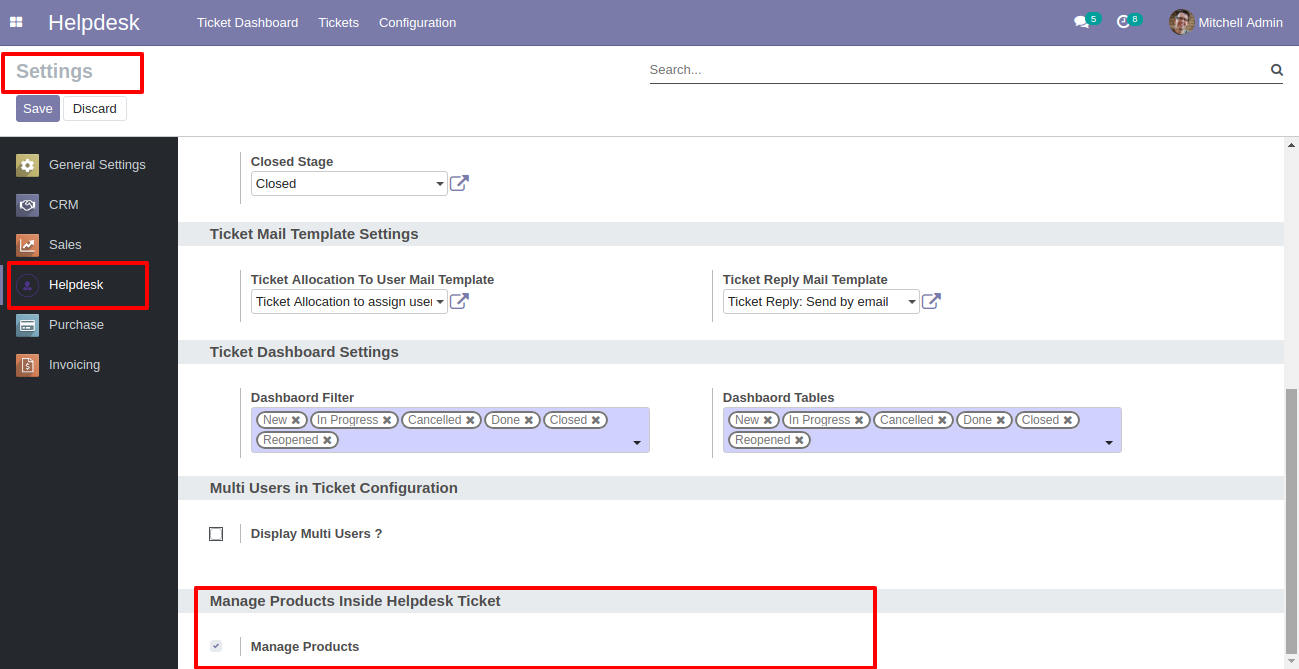 Helpdesk Ticket Dashboard Tickets Configuration 5 8 Mitchell Admin
Settings Search...
Save Discard
General Settings
CRM
Sales
Helpdesk
Purchase
Invoicing
Closed Stage
Closed
Ticket Mail Template Settings
Ticket Allocation To User Mail Template
Ticket Allocation to assign user
Ticket Reply Mail Template
Ticket Reply: Send by email
Ticket Dashboard Settings
Dashbaord Filter
New In Progress Cancelled Done Closed
Reopened
Dashbaord Tables
New In Progress Cancelled Done Closed
Reopened
Multi Users in Ticket Configuration
Display Multi Users ?
Manage Products Inside Helpdesk Ticket
Manage Products